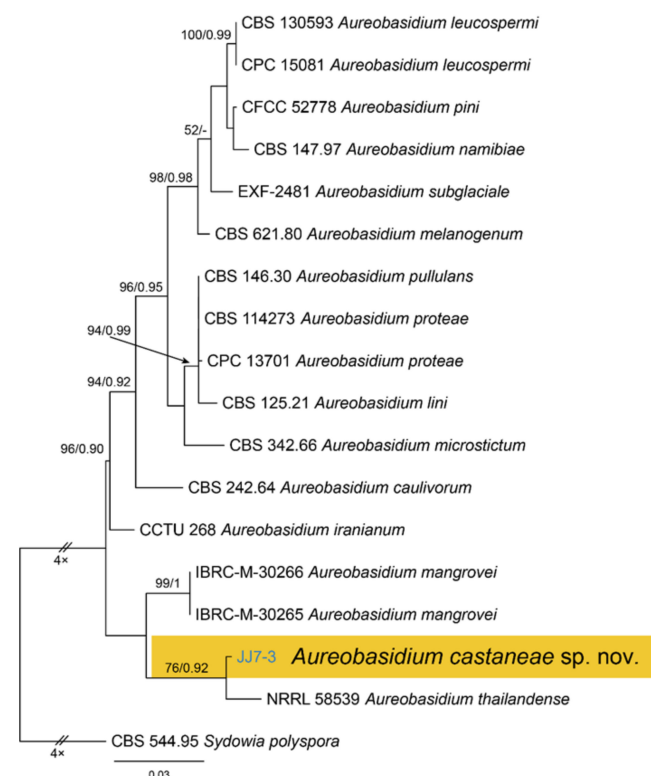 CBS 130593 Aureobasidium leucospermi
100/0.99
CPC 15081 Aureobasidium leucospermi
CFCC 52778 Aureobasidium pini
52/-
CBS 147.97 Aureobasidium namibiae
98/0.98
EXF-2481 Aureobasidium subglaciale
CBS 621.80 Aureobasidium melanogenum
CBS 146.30 Aureobasidium pullulans
96/0.95
CBS 114273 Aureobasidium proteae
94/0.99
CPC 13701 Aureobasidium proteae
94/0.92
CBS 125.21 Aureobasidium lini
CBS 342.66 Aureobasidium microstictum
96/0.90
CBS 242.64 Aureobasidium caulivorum
CCTU 268 Aureobasidium iranianum
4×
IBRC-M-30266 Aureobasidium mangrovei
99/1
IBRC-M-30265 Aureobasidium mangrovei
JJ7-3 Aureobasidium castaneae sp. nov.
76/0.92
NRRL 58539 Aureobasidium thailandense
CBS 544.95 Sydowia polyspora
4×
0.03